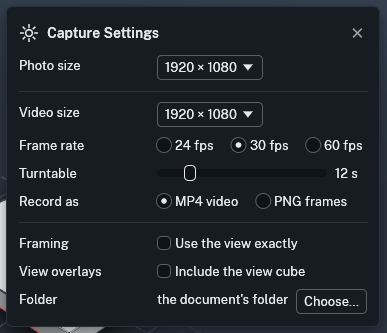 Capture Settings
Photo size 1920 × 1080
Video size 1920 × 1080
Frame rate 24 fps 30 fps 60 fps
Turntable 12 s
Record as MP4 video PNG frames
Framing Use the view exactly
View overlays Include the view cube
Folder the document's folder Choose...